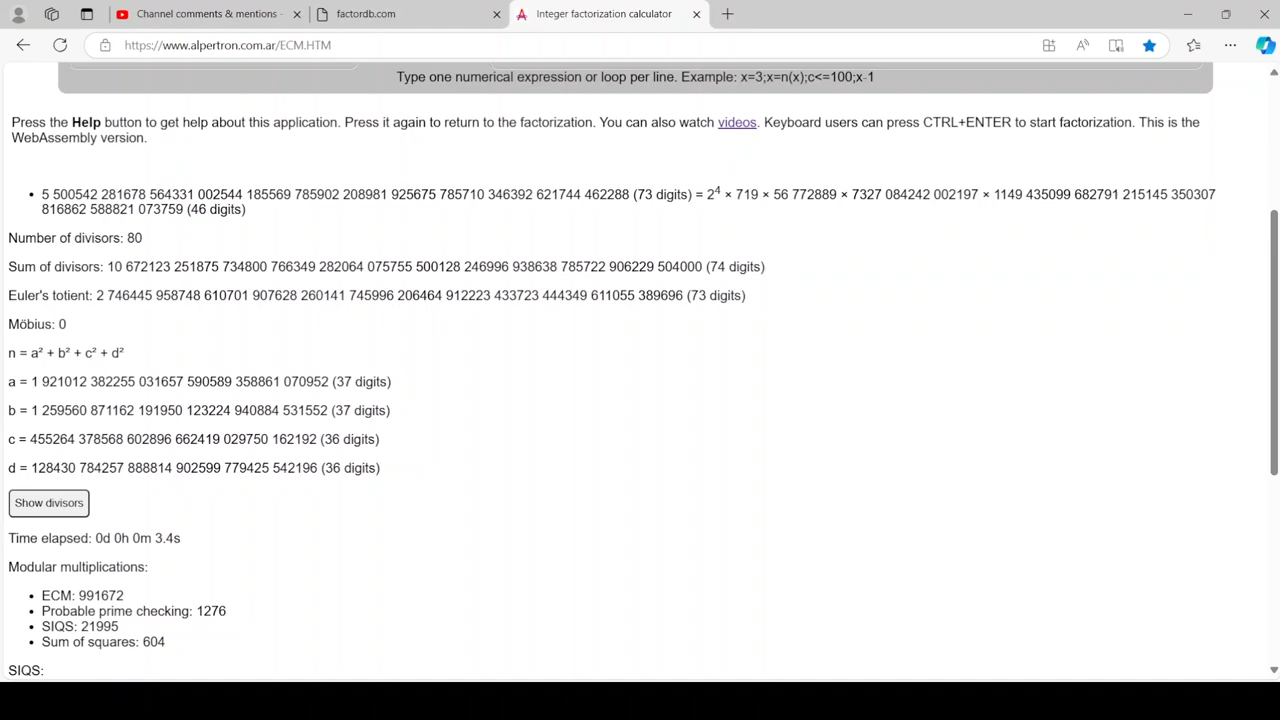 Channel comments & mentions -
factordb.com
Integer factorization calculator
https://www.alpertron.com.ar/ECM.HTM
Type one numerical expression or loop per line. Example: x=3;x=n(x);c<=100;x-1
Press the Help button to get help about this application. Press it again to return to the factorization. You can also watch videos. Keyboard users can press CTRL+ENTER to start factorization. This is the
WebAssembly version.
• 5 500542 281678 564331 002544 185569 785902 208981 925675 785710 346392 621744 462288 (73 digits) = 2⁴ × 719 × 56 772889 × 7327 084242 002197 × 1149 435099 682791 215145 350307
816862 588821 073759 (46 digits)
Number of divisors: 80
Sum of divisors: 10 672123 251875 734800 766349 282064 075755 500128 246996 938638 785722 906229 504000 (74 digits)
Euler's totient: 2 746445 958748 610701 907628 260141 745996 206464 912223 433723 444349 611055 389696 (73 digits)
Möbius: 0
n = a² + b² + c² + d²
a = 1 921012 382255 031657 590589 358861 070952 (37 digits)
b = 1 259560 871162 191950 123224 940884 531552 (37 digits)
c = 455264 378568 602896 662419 029750 162192 (36 digits)
d = 128430 784257 888814 902599 779425 542196 (36 digits)
Show divisors
Time elapsed: 0d 0h 0m 3.4s
Modular multiplications:
• ECM: 991672
• Probable prime checking: 1276
• SIQS: 21995
• Sum of squares: 604
SIQS: